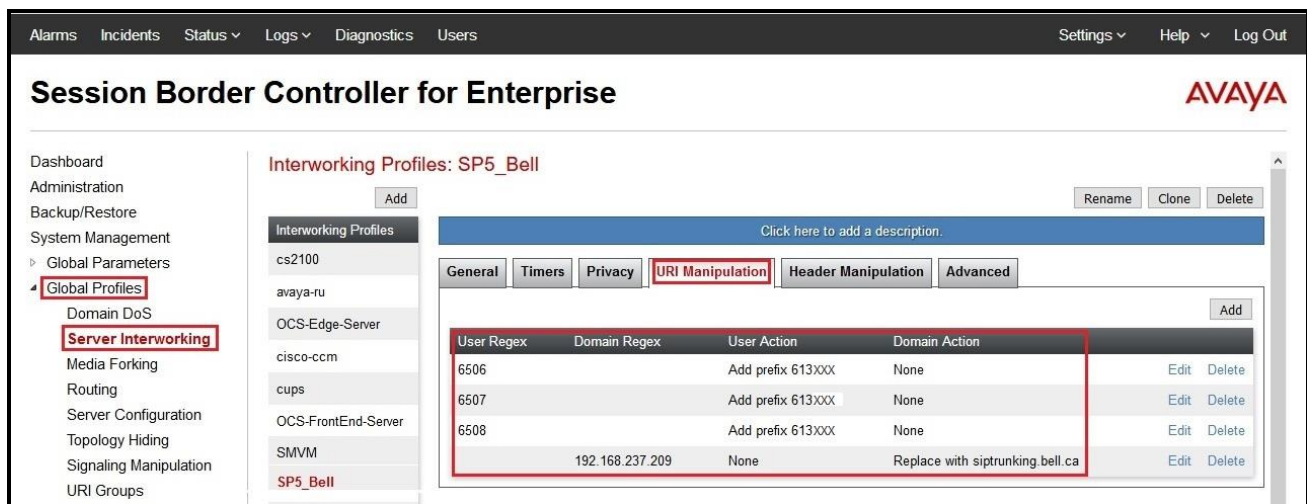 Alarms Incidents Status Logs Diagnostics Users Settings Help Log Out
Session Border Controller for Enterprise
AVAYA
Dashboard
Administration
Backup/Restore
System Management
Global Parameters
Global Profiles
Domain DoS
Server Interworking
Media Forking
Routing
Server Configuration
Topology Hiding
Signaling Manipulation
URI Groups
Interworking Profiles: SP5_Bell
Add
Rename Clone Delete
Interworking Profiles
cs2100
avaya-ru
OCS-Edge-Server
cisco-ccm
cups
OCS-FrontEnd-Server
SMVM
SP5_Bell
Click here to add a description.
General Timers Privacy URI Manipulation Header Manipulation Advanced
Add
User Regex Domain Regex User Action Domain Action
6506 Add prefix 613XXX None Edit Delete
6507 Add prefix 613XXX None Edit Delete
6508 Add prefix 613XXX None Edit Delete
192.168.237.209 None Replace with siptrunking.bell.ca Edit Delete